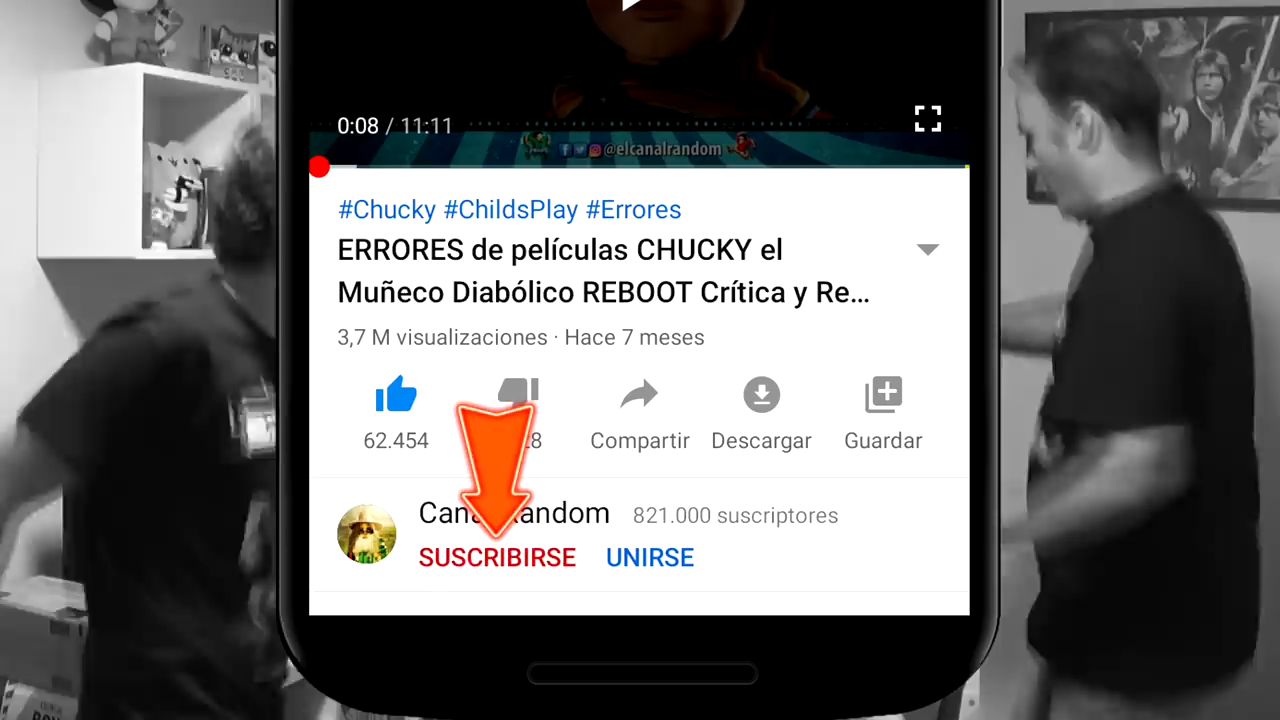 0:08 / 11:11
@elcanalrandom
#Chucky #ChildsPlay #Errores
ERRORES de películas CHUCKY el
Muñeco Diabólico REBOOT Crítica y Re...
3,7 M visualizaciones · Hace 7 meses
62.454
Compartir
Descargar
Guardar
821.000 suscriptores
SUSCRIBIRSE
UNIRSE